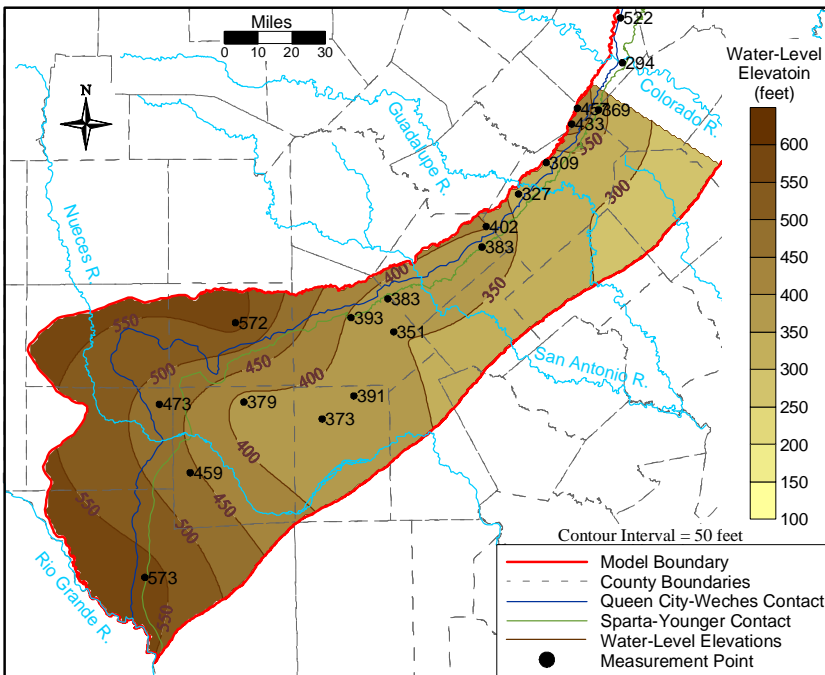 Miles
0 10 20 30
N
522
294
Colorado R.
457
369
433
350
309
Guadalupe R.
327
300
402
383
Nueces R.
400
350
383
393
351
550
572
500
450
San Antonio R.
400
391
473
379
373
400
459
450
550
500
573
550
Rio Grande R.
Water-Level
Elevatoin
(feet)
600
550
500
450
400
350
300
250
200
150
100
Contour Interval = 50 feet
Model Boundary
County Boundaries
Queen City-Weches Contact
Sparta-Younger Contact
Water-Level Elevations
Measurement Point